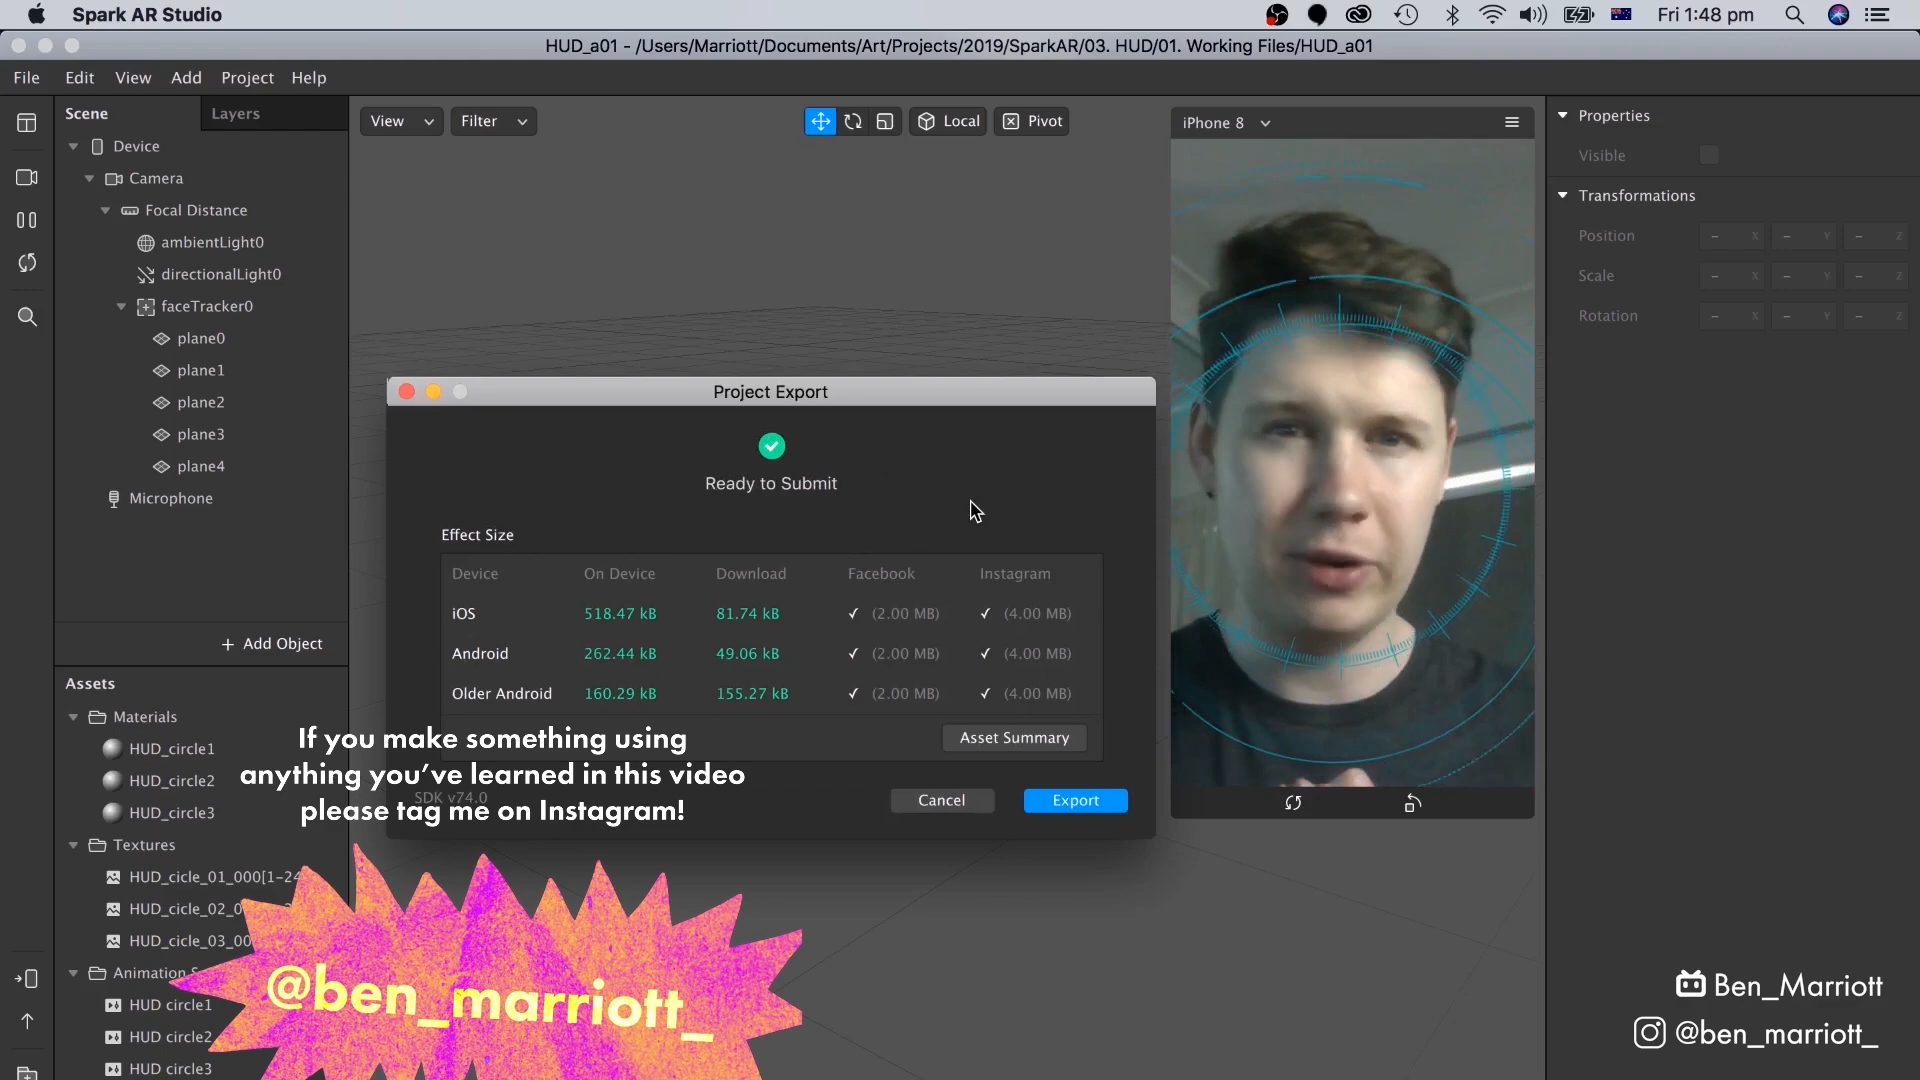 Spark AR Studio
Fri 1:48 pm
HUD_a01 - /Users/Marriott/Documents/Art/Projects/2019/SparkAR/03. HUD/01. Working Files/HUD_a01
File Edit View Add Project Help
Scene
Layers
Device
Camera
Focal Distance
ambientLight0
directionalLight0
faceTracker0
plane0
plane1
plane2
plane3
plane4
Microphone
+ Add Object
Assets
Materials
HUD_circle1
HUD_circle2
HUD_circle3
Textures
HUD_cicle_01_000[1-24
HUD_cicle_02_0
HUD_cicle_03_00
Animation S
HUD circle1
HUD circle2
HUD circle3
View
Filter
Local
Pivot
iPhone 8
Project Export
Ready to Submit
Effect Size
Device On Device Download Facebook Instagram
iOS 518.47 kB 81.74 kB ✓ (2.00 MB) ✓ (4.00 MB)
Android 262.44 kB 49.06 kB ✓ (2.00 MB) ✓ (4.00 MB)
Older Android 160.29 kB 155.27 kB ✓ (2.00 MB) ✓ (4.00 MB)
Asset Summary
SDK v74.0
Cancel
Export
If you make something using
anything you've learned in this video
please tag me on Instagram!
@ben_marriott_
Properties
Visible
Transformations
Position - X - Y - Z
Scale - X - Y - Z
Rotation - X - Y - Z
Ben_Marriott
@ben_marriott_